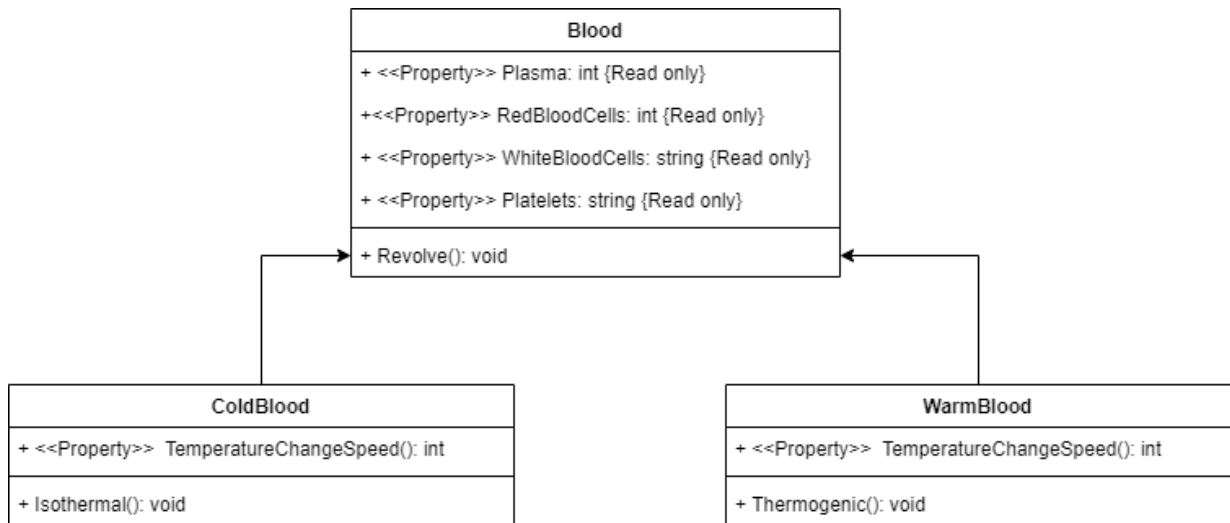 Blood
+ <<Property>> Plasma: int {Read only}
+<<Property>> RedBloodCells: int {Read only}
+ <<Property>> WhiteBloodCells: string {Read only}
+ <<Property>> Platelets: string {Read only}
+ Revolve(): void
ColdBlood
+ <<Property>>  TemperatureChangeSpeed(): int
+ Isothermal(): void
WarmBlood
+ <<Property>>  TemperatureChangeSpeed(): int
+ Thermogenic(): void